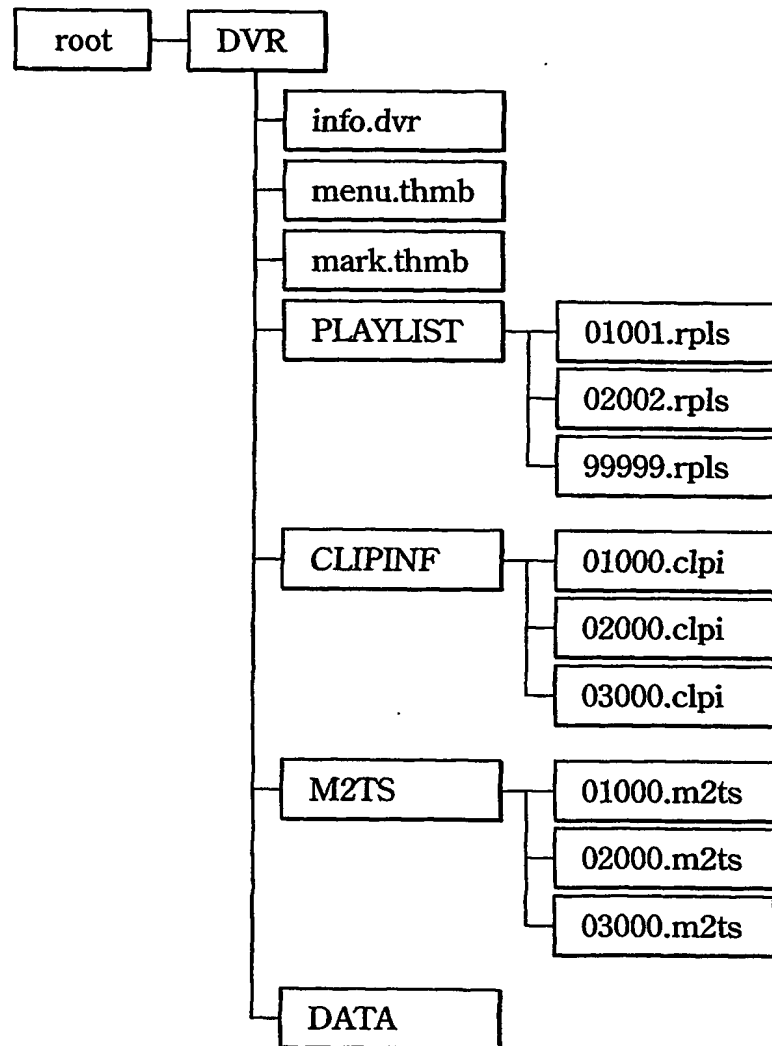 root DVR
info.dvr
menu.thmb
mark.thmb
PLAYLIST 01001.rpls
02002.rpls
99999.rpls
CLIPINF 01000.clpi
02000.clpi
03000.clpi
M2TS 01000.m2ts
02000.m2ts
03000.m2ts
DATA